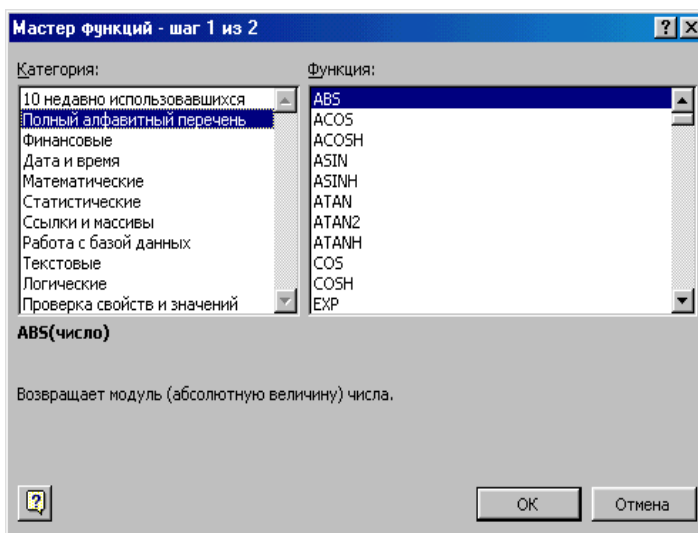 Мастер функций - шаг 1 из 2
Категория:
10 недавно использовавшихся
Полный алфавитный перечень
Финансовые
Дата и время
Математические
Статистические
Ссылки и массивы
Работа с базой данных
Текстовые
Логические
Проверка свойств и значений
Функция:
ABS
ACOS
ACOSH
ASIN
ASINH
ATAN
ATAN2
ATANH
COS
COSH
EXP
ABS(число)
Возвращает модуль (абсолютную величину) числа.
ОК
Отмена